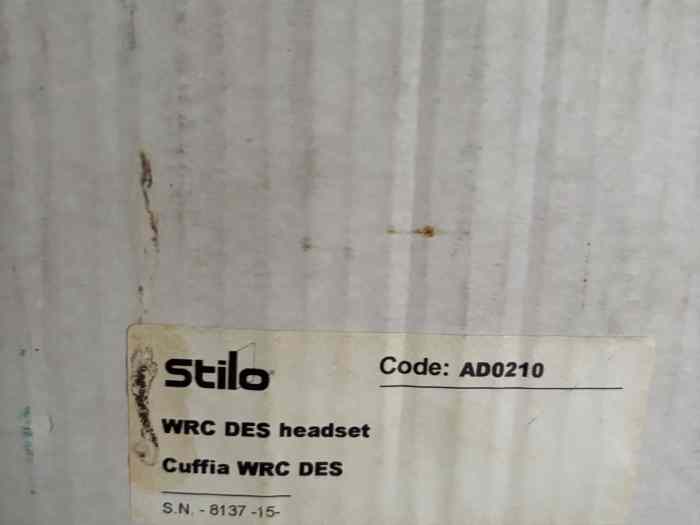 Stilo Code: AD0210
WRC DES headset
Cuffia WRC DES
S.N. - 8137 -15-